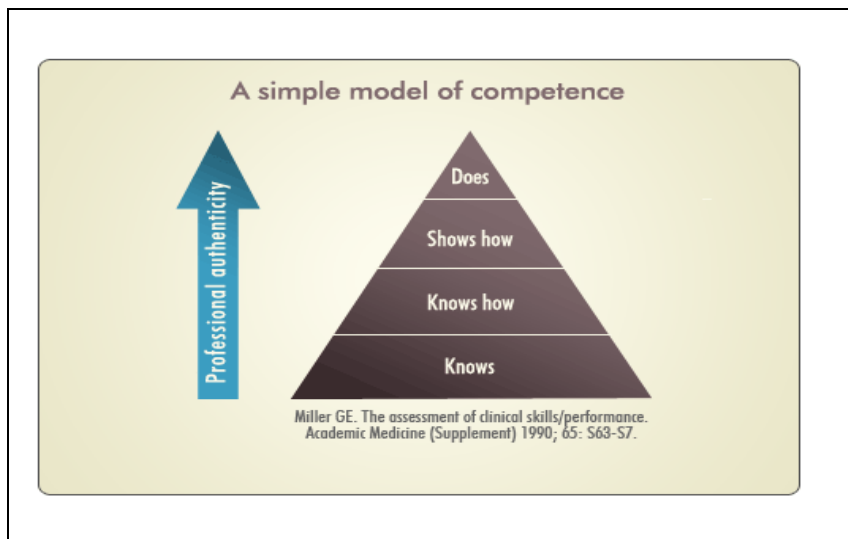 A simple model of competence
Professional authenticity
Does
Shows how
Knows how
Knows
Miller GE. The assessment of clinical skills/performance.
Academic Medicine (Supplement) 1990; 65: S63-S7.